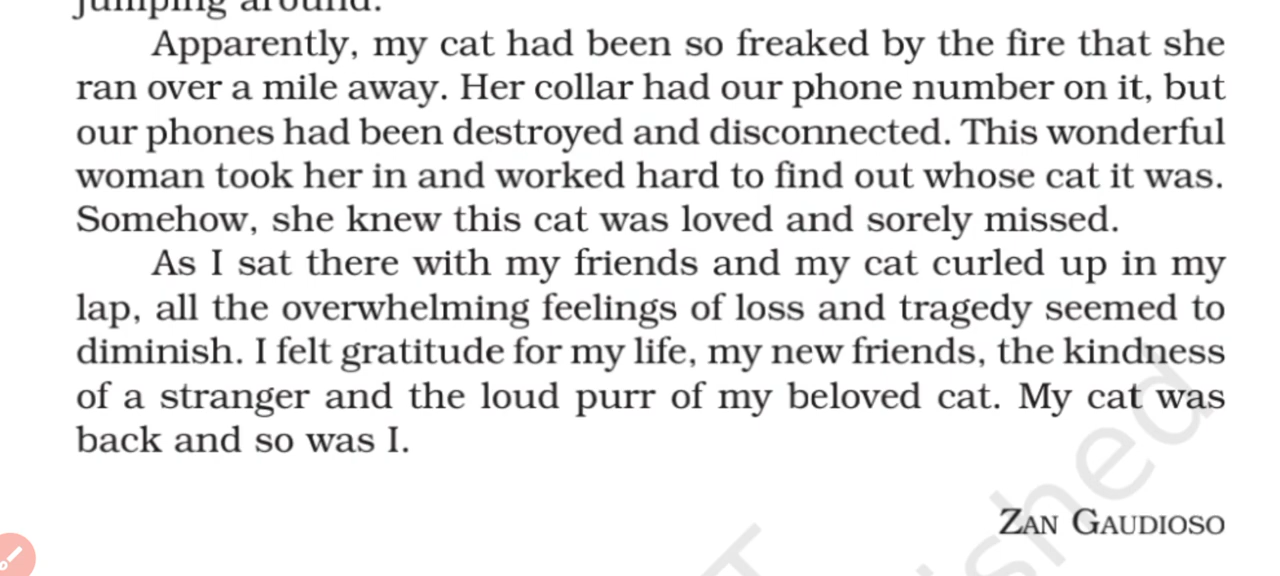 jumping around.
Apparently, my cat had been so freaked by the fire that she
ran over a mile away. Her collar had our phone number on it, but
our phones had been destroyed and disconnected. This wonderful
woman took her in and worked hard to find out whose cat it was.
Somehow, she knew this cat was loved and sorely missed.
As I sat there with my friends and my cat curled up in my
lap, all the overwhelming feelings of loss and tragedy seemed to
diminish. I felt gratitude for my life, my new friends, the kindness
of a stranger and the loud purr of my beloved cat. My cat was
back and so was I.
ZAN GAUDIOSO